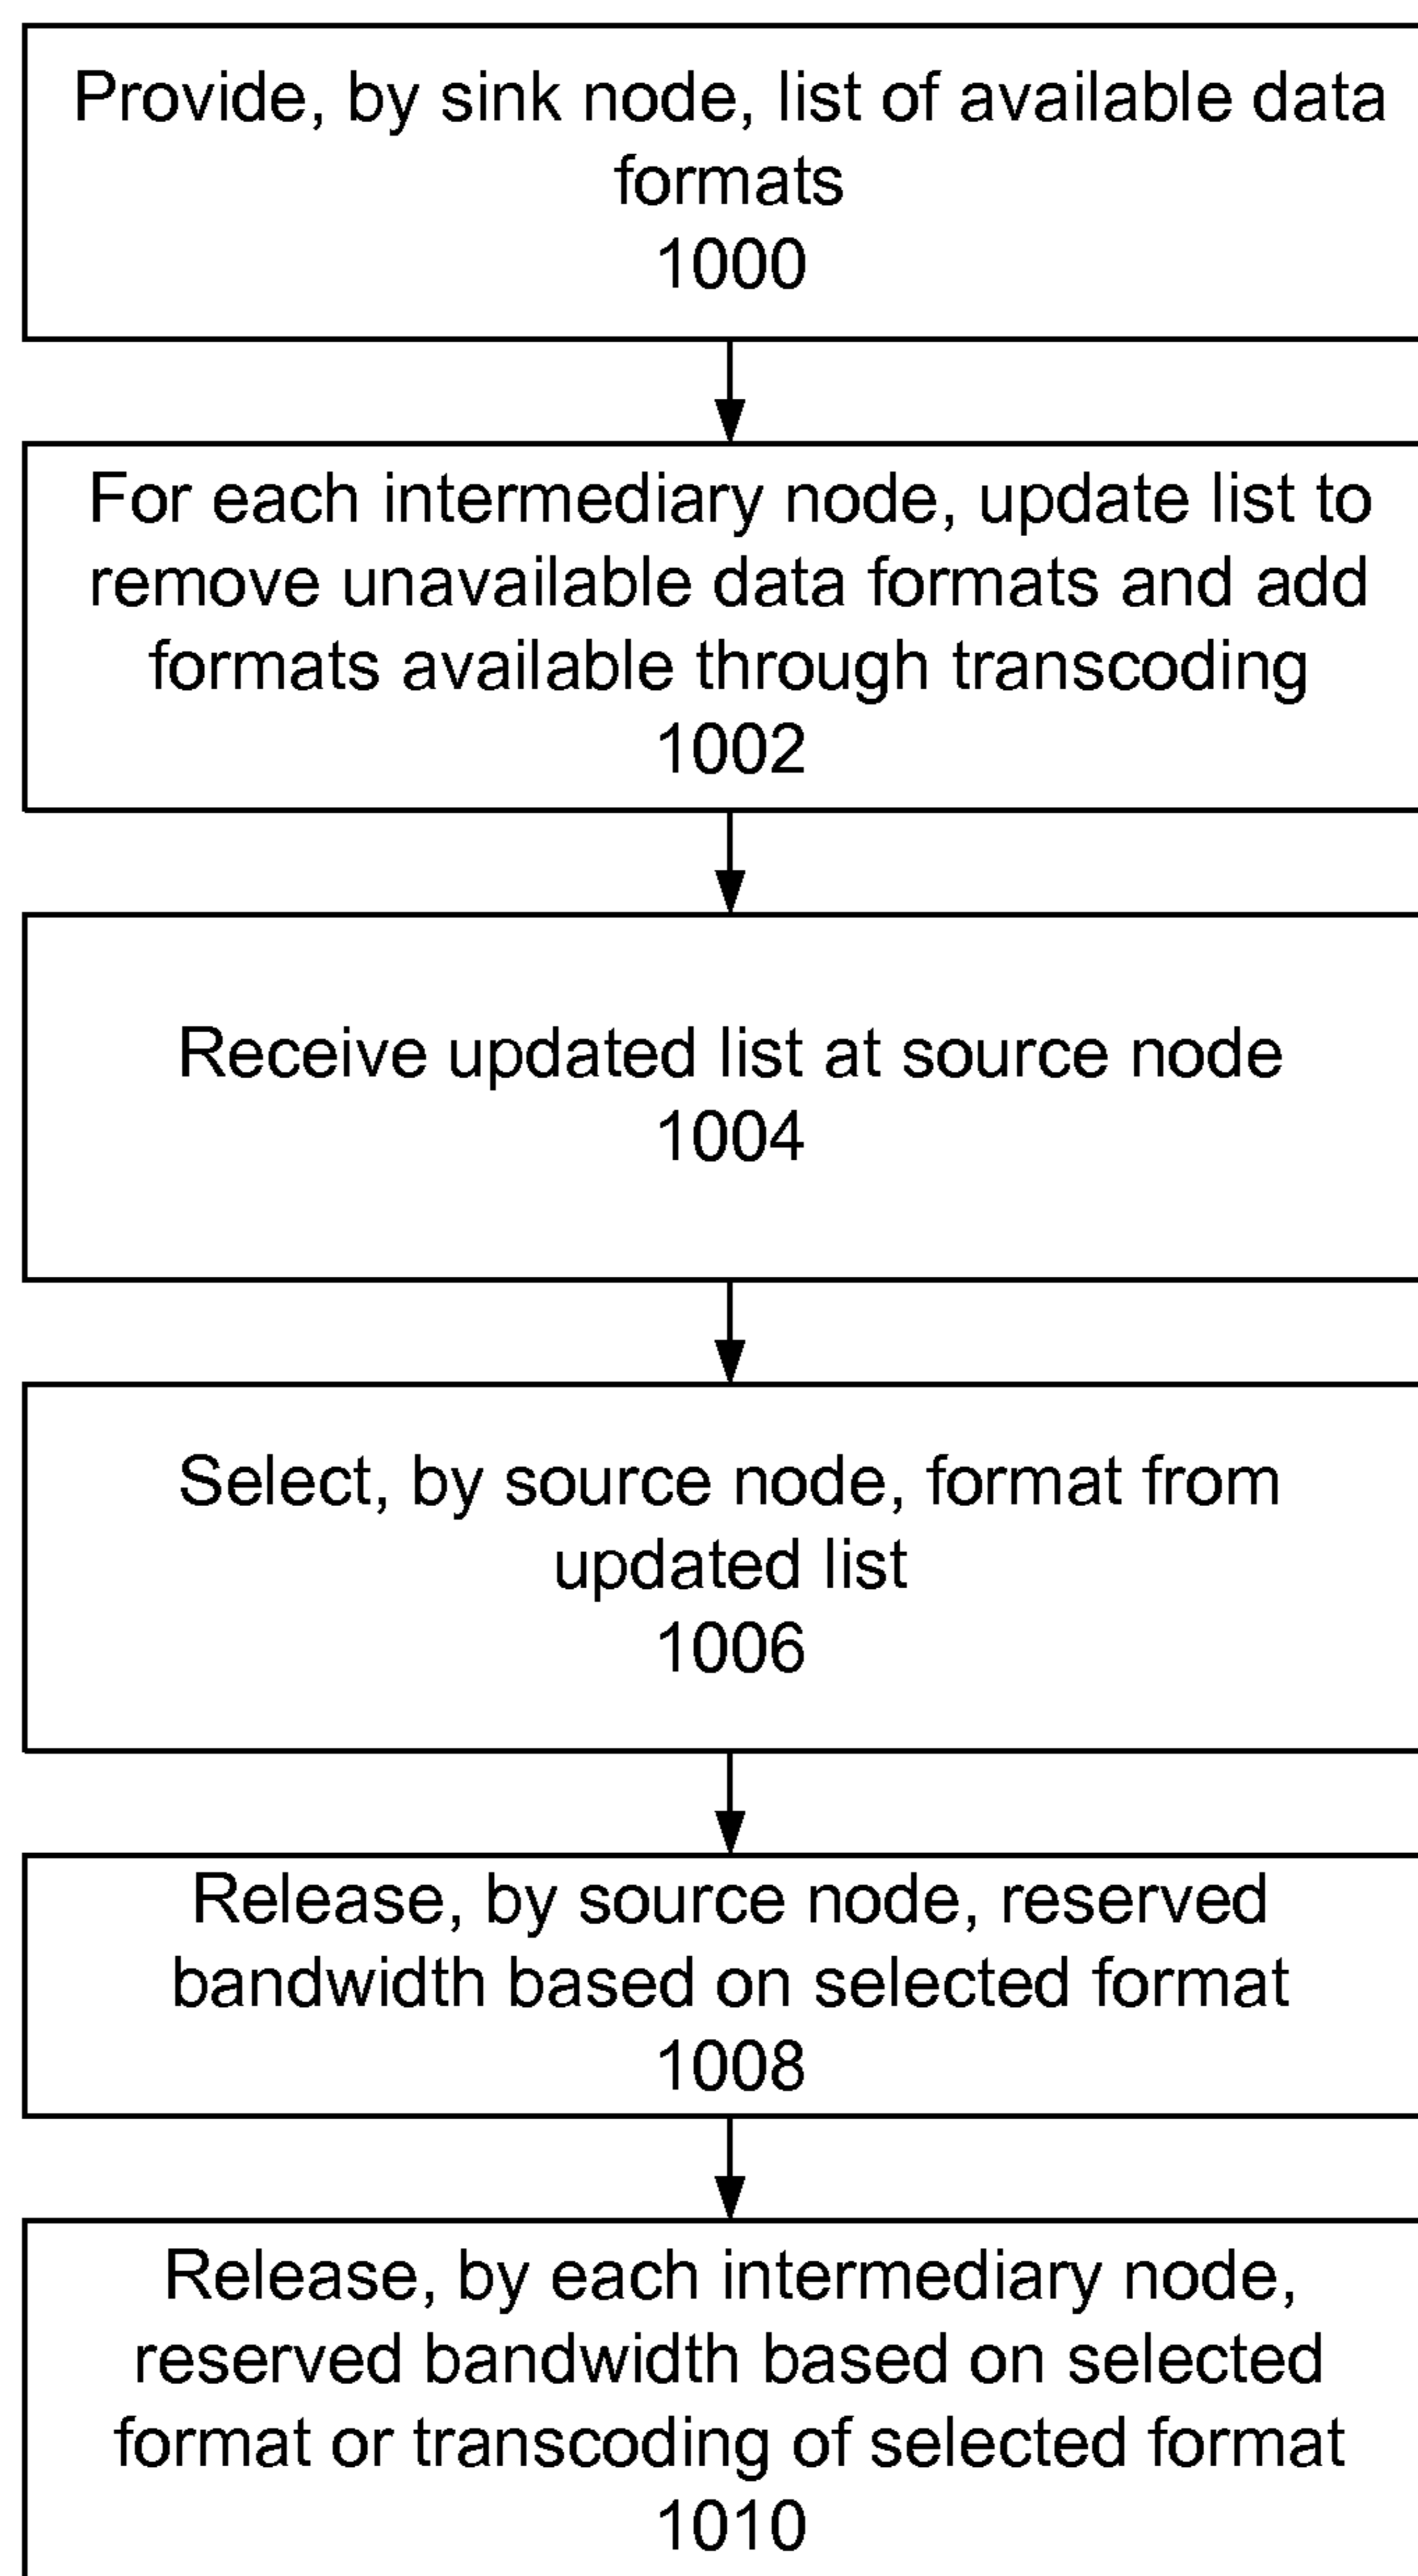 Provide, by sink node, list of available data
formats
1000
For each intermediary node, update list to
remove unavailable data formats and add
formats available through transcoding
1002
Receive updated list at source node
1004
Select, by source node, format from
updated list
1006
Release, by source node, reserved
bandwidth based on selected format
1008
Release, by each intermediary node,
reserved bandwidth based on selected
format or transcoding of selected format
1010